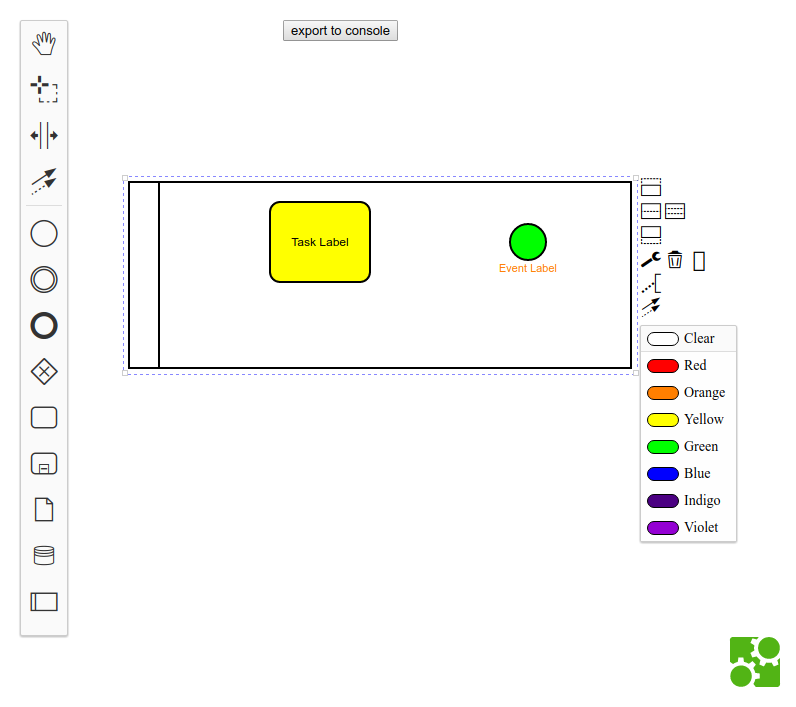 export to console
Task Label
Event Label
Clear
Red
Orange
Yellow
Green
Blue
Indigo
Violet